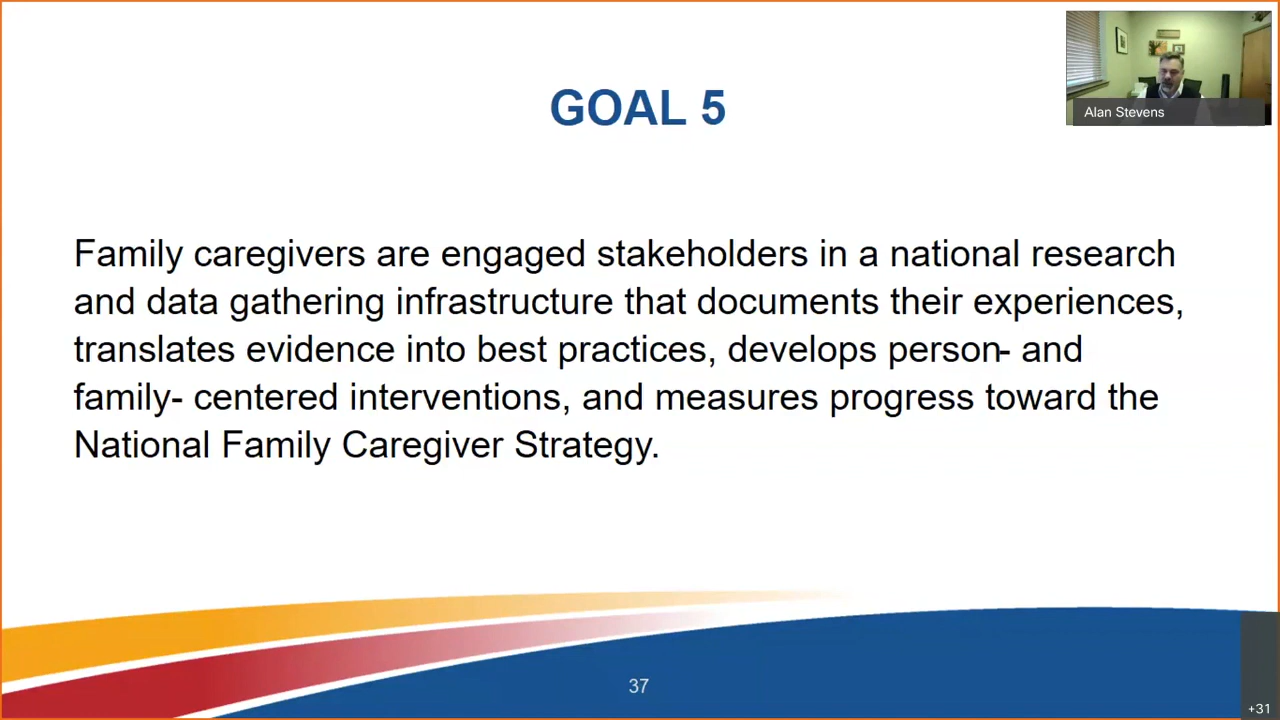 GOAL 5
Alan Stevens
Family caregivers are engaged stakeholders in a national research
and data gathering infrastructure that documents their experiences,
translates evidence into best practices, develops person- and
family- centered interventions, and measures progress toward the
National Family Caregiver Strategy.
37
+31